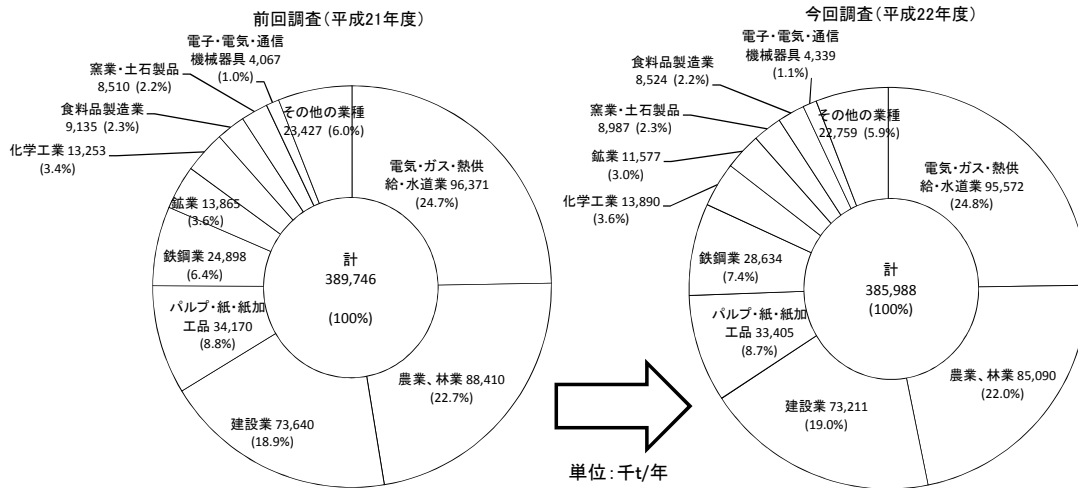 前回調査(平成21年度)
電子・電気・通信
機械器具 4,067
(1.0%)
窯業・土石製品
8,510 (2.2%)
食料品製造業
9,135 (2.3%)
化学工業 13,253
(3.4%)
鉱業 13,865
(3.6%)
鉄鋼業 24,898
(6.4%)
パルプ・紙・紙加
工品 34,170
(8.8%)
建設業 73,640
(18.9%)
農業、林業 88,410
(22.7%)
電気・ガス・熱供
給・水道業 96,371
(24.7%)
その他の業種
23,427 (6.0%)
計
389,746
(100%)
今回調査(平成22年度)
電子・電気・通信
機械器具 4,339
(1.1%)
食料品製造業
8,524 (2.2%)
窯業・土石製品
8,987 (2.3%)
鉱業 11,577
(3.0%)
化学工業 13,890
(3.6%)
鉄鋼業 28,634
(7.4%)
パルプ・紙・紙加
工品 33,405
(8.7%)
建設業 73,211
(19.0%)
農業、林業 85,090
(22.0%)
電気・ガス・熱供
給・水道業 95,572
(24.8%)
その他の業種
22,759 (5.9%)
計
385,988
(100%)
単位:千t/年